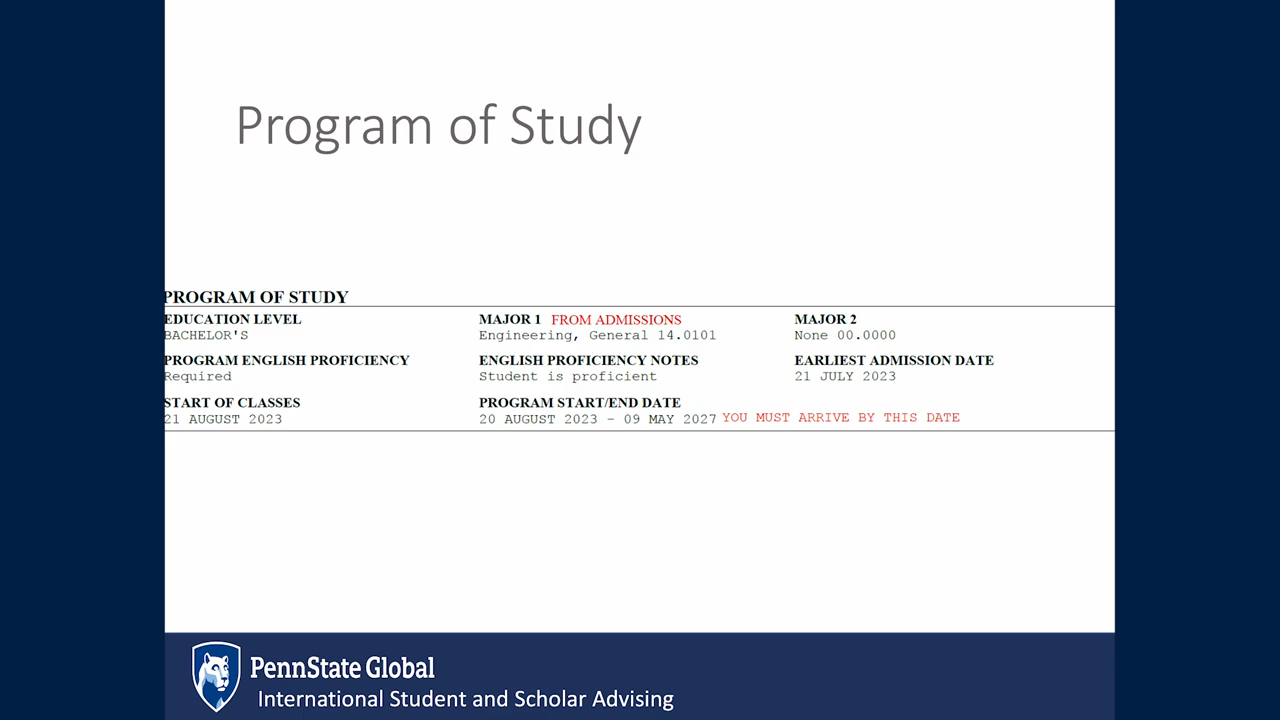 Program of Study
PROGRAM OF STUDY
EDUCATION LEVEL MAJOR 1 FROM ADMISSIONS MAJOR 2
BACHELOR'S Engineering, General 14.0101 None 00.0000
PROGRAM ENGLISH PROFICIENCY ENGLISH PROFICIENCY NOTES EARLIEST ADMISSION DATE
Required Student is proficient 21 JULY 2023
START OF CLASSES PROGRAM START/END DATE
21 AUGUST 2023 20 AUGUST 2023 - 09 MAY 2027 YOU MUST ARRIVE BY THIS DATE
PennState Global
International Student and Scholar Advising